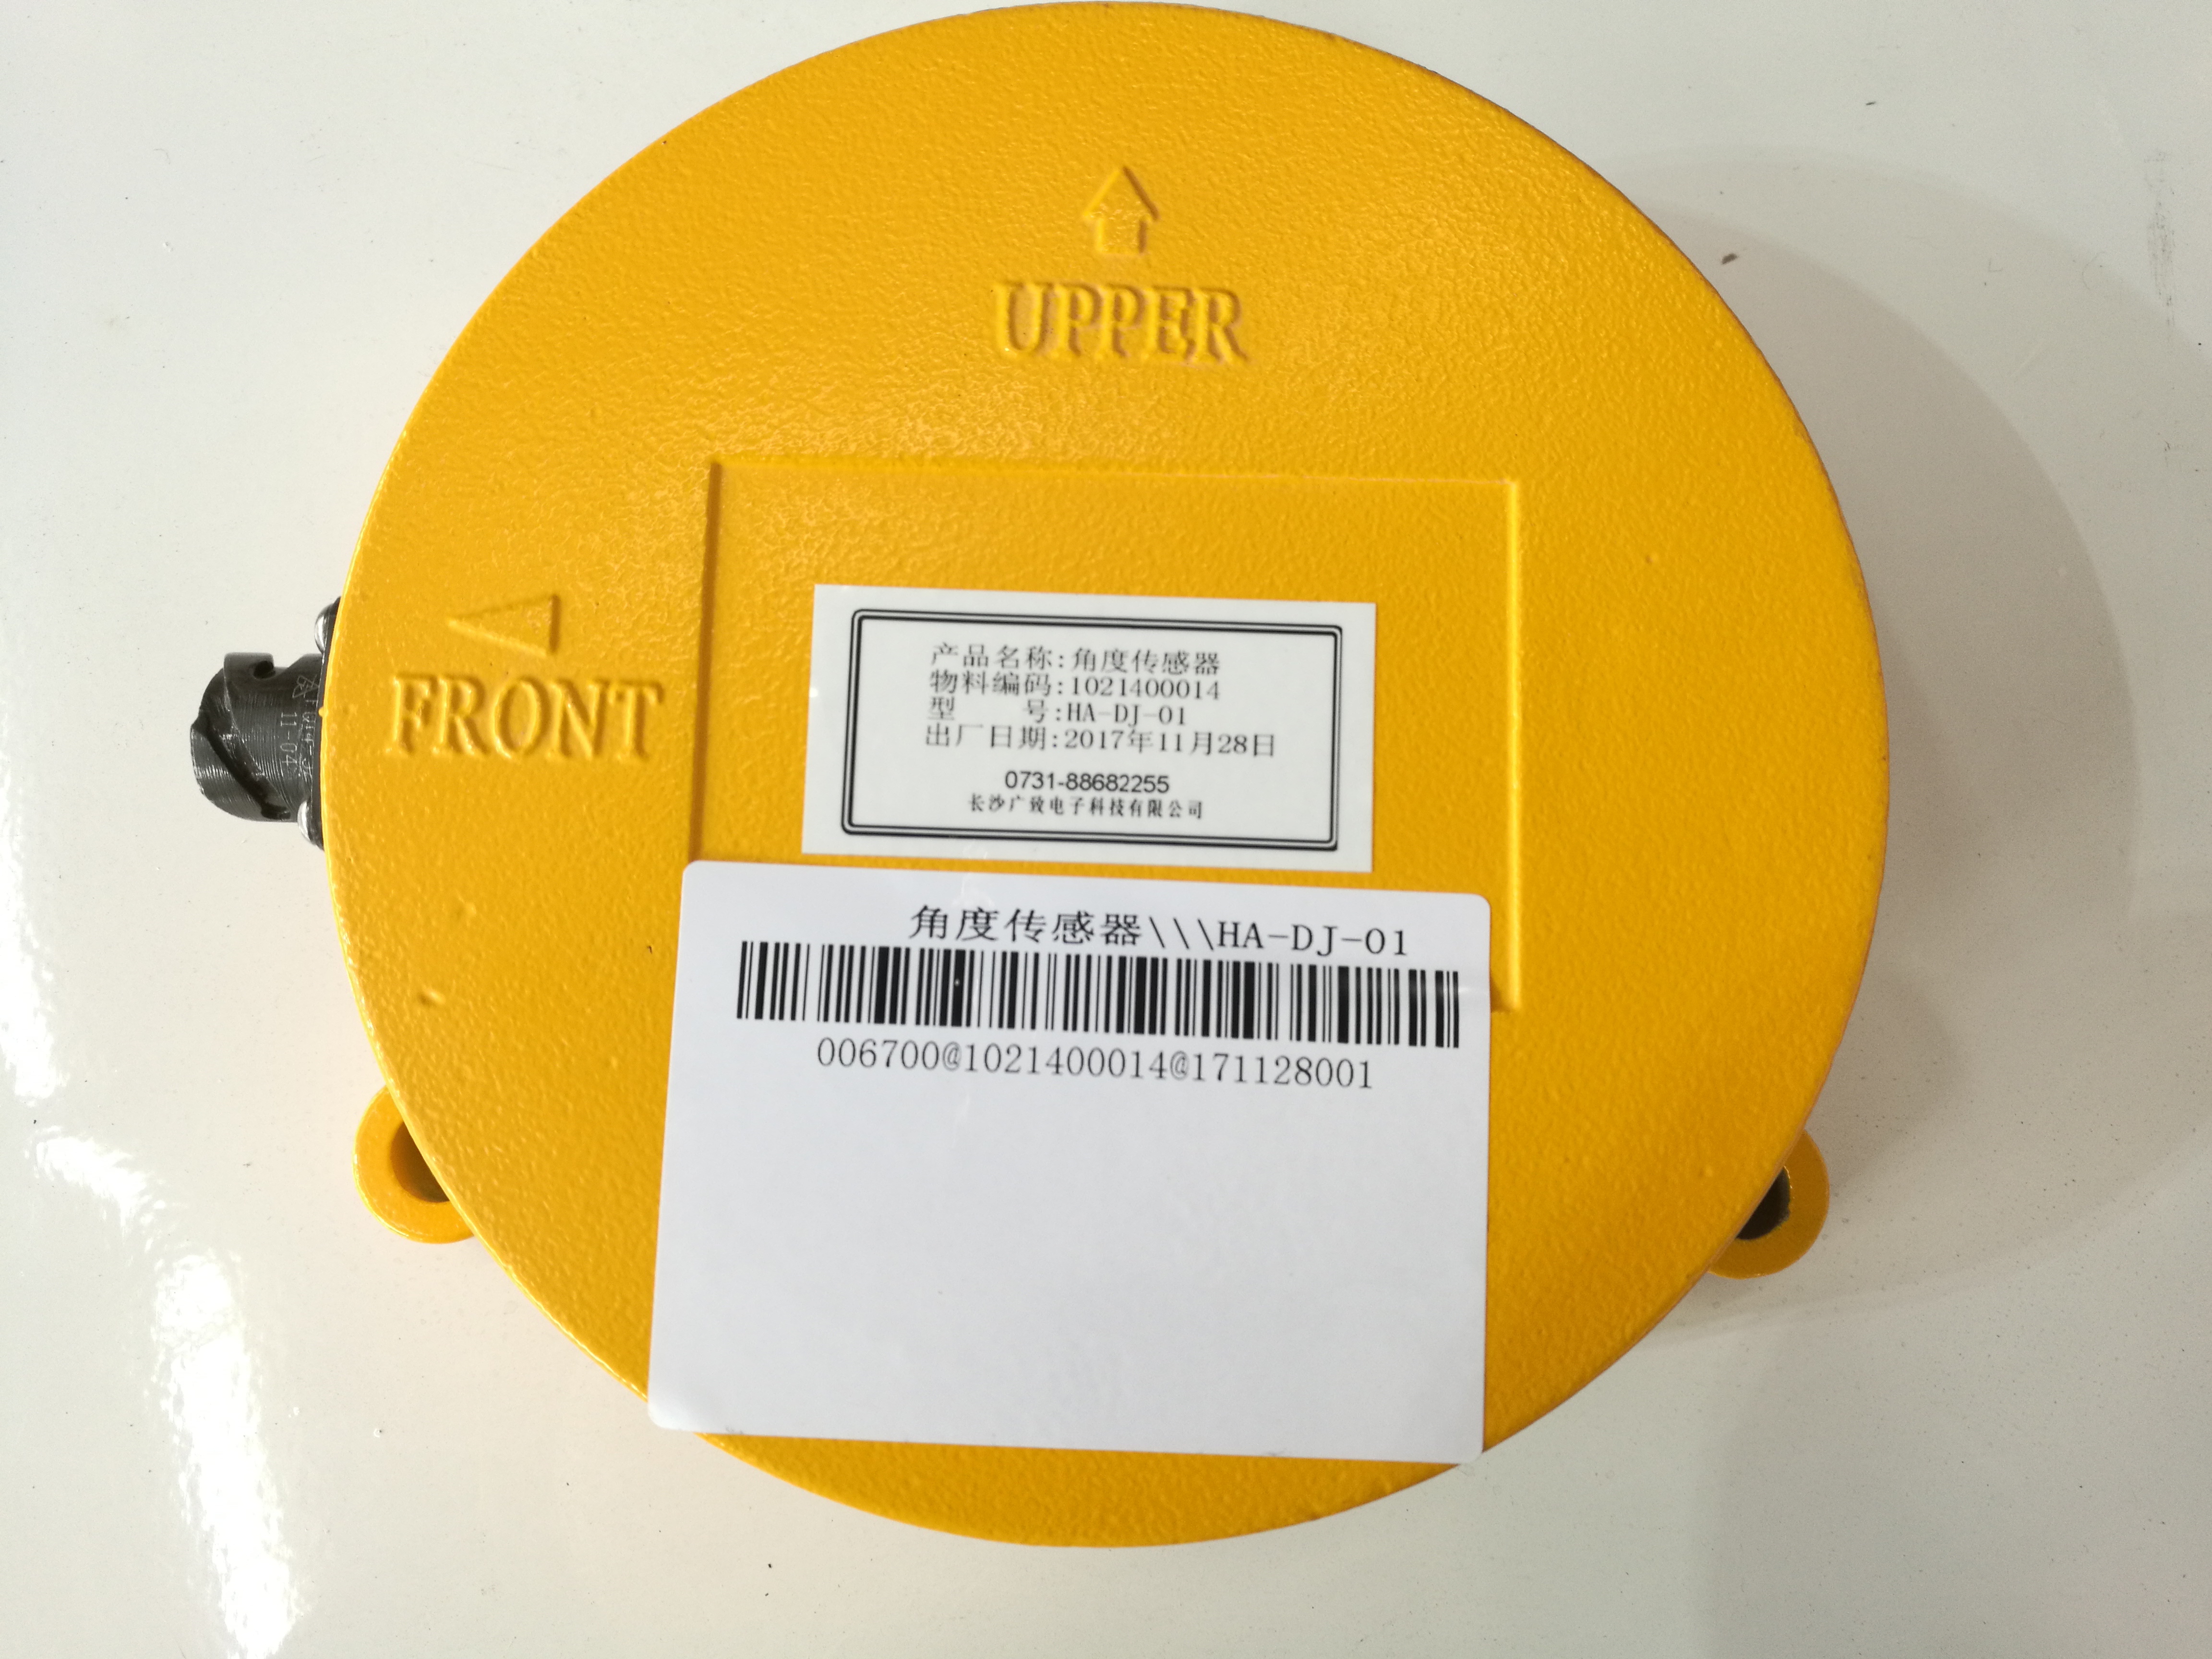 UPPER
FRONT
产品名称:角度传感器
物料编码:1021400014
型 号:HA-DJ-01
出厂日期:2017年11月28日
0731-88682255
长沙广致电子科技有限公司
角度传感器\\\HA-DJ-01
006700@1021400014@171128001
11-04